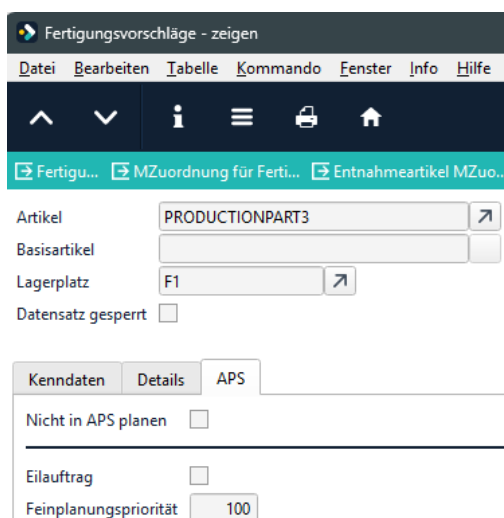 Fertigungsvorschläge - zeigen
Datei Bearbeiten Tabelle Kommando Fenster Info Hilfe
Fertigu... MZuordnung für Ferti... Entnahmeartikel MZuo..
Artikel PRODUCTIONPART3
Basisartikel
Lagerplatz F1
Datensatz gesperrt
Kenndaten Details APS
Nicht in APS planen
Eilauftrag
Feinplanungspriorität 100